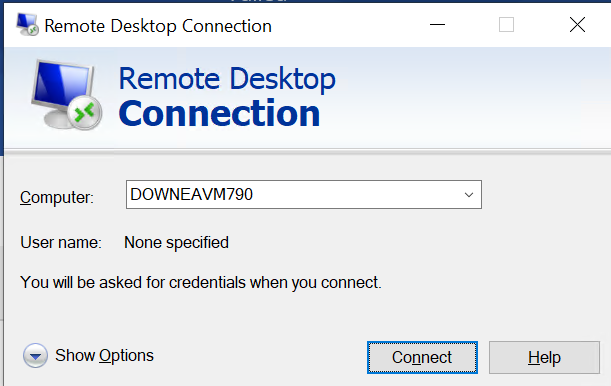 Remote Desktop Connection
Remote Desktop
Connection
Computer: DOWNEAVM790
User name: None specified
You will be asked for credentials when you connect.
Show Options Connect Help